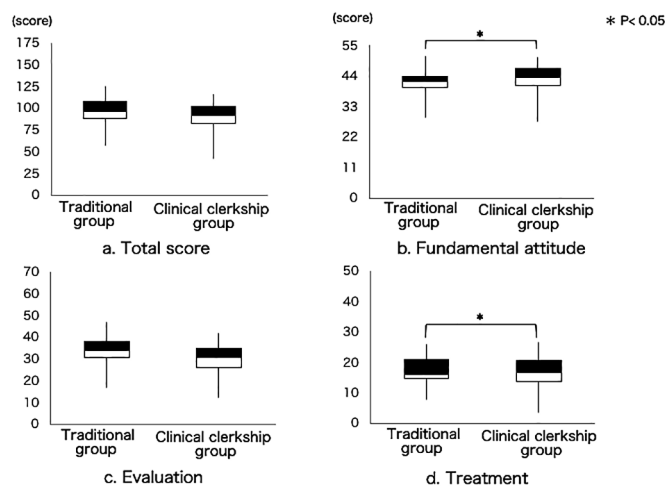 (score)
175
150
125
100
75
50
25
0
Traditional group
Clinical clerkship group
a. Total score
(score)
* P< 0.05
55
44
33
22
11
0
*
Traditional group
Clinical clerkship group
b. Fundamental attitude
70
60
50
40
30
20
10
0
Traditional group
Clinical clerkship group
c. Evaluation
50
40
30
20
10
0
*
Traditional group
Clinical clerkship group
d. Treatment